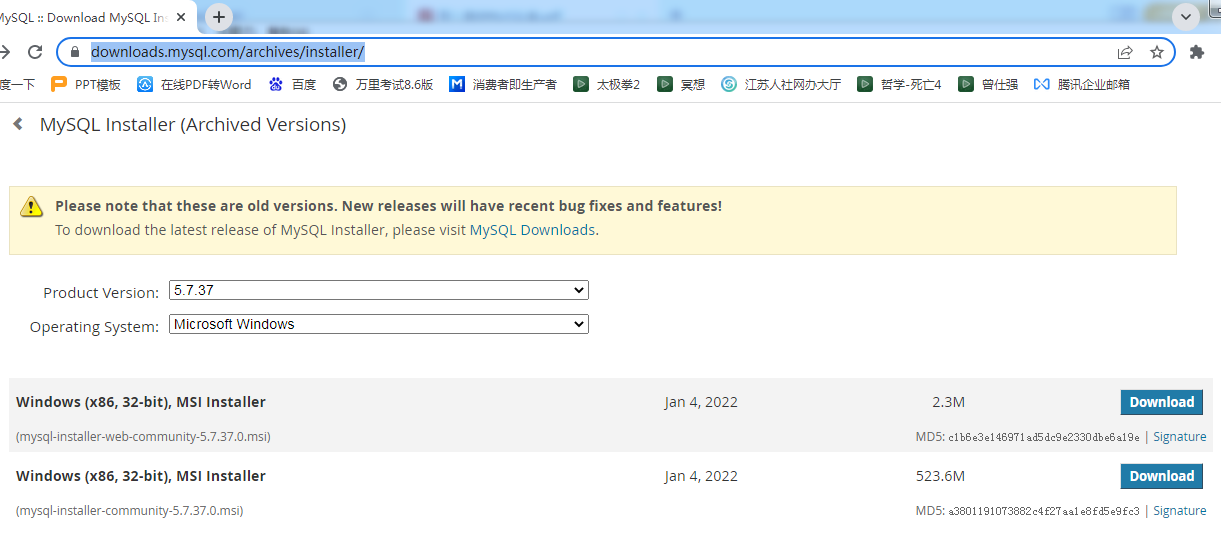 MySQL :: Download MySQL In
downloads.mysql.com/archives/installer/
度一下 PPT模板 在线PDF转Word 百度 万里考试8.6版 消费者即生产者 太极拳2 冥想 江苏人社网办大厅 哲学-死亡4 曾仕强 腾讯企业邮箱
MySQL Installer (Archived Versions)
Please note that these are old versions. New releases will have recent bug fixes and features!
To download the latest release of MySQL Installer, please visit MySQL Downloads.
Product Version: 5.7.37
Operating System: Microsoft Windows
Windows (x86, 32-bit), MSI Installer Jan 4, 2022 2.3M Download
(mysql-installer-web-community-5.7.37.0.msi) MD5: c1b6e3e146971ad5dc9e2330dbe6a19e | Signature
Windows (x86, 32-bit), MSI Installer Jan 4, 2022 523.6M Download
(mysql-installer-community-5.7.37.0.msi) MD5: a3801191073882c4f27aa1e8fd5e9fc3 | Signature